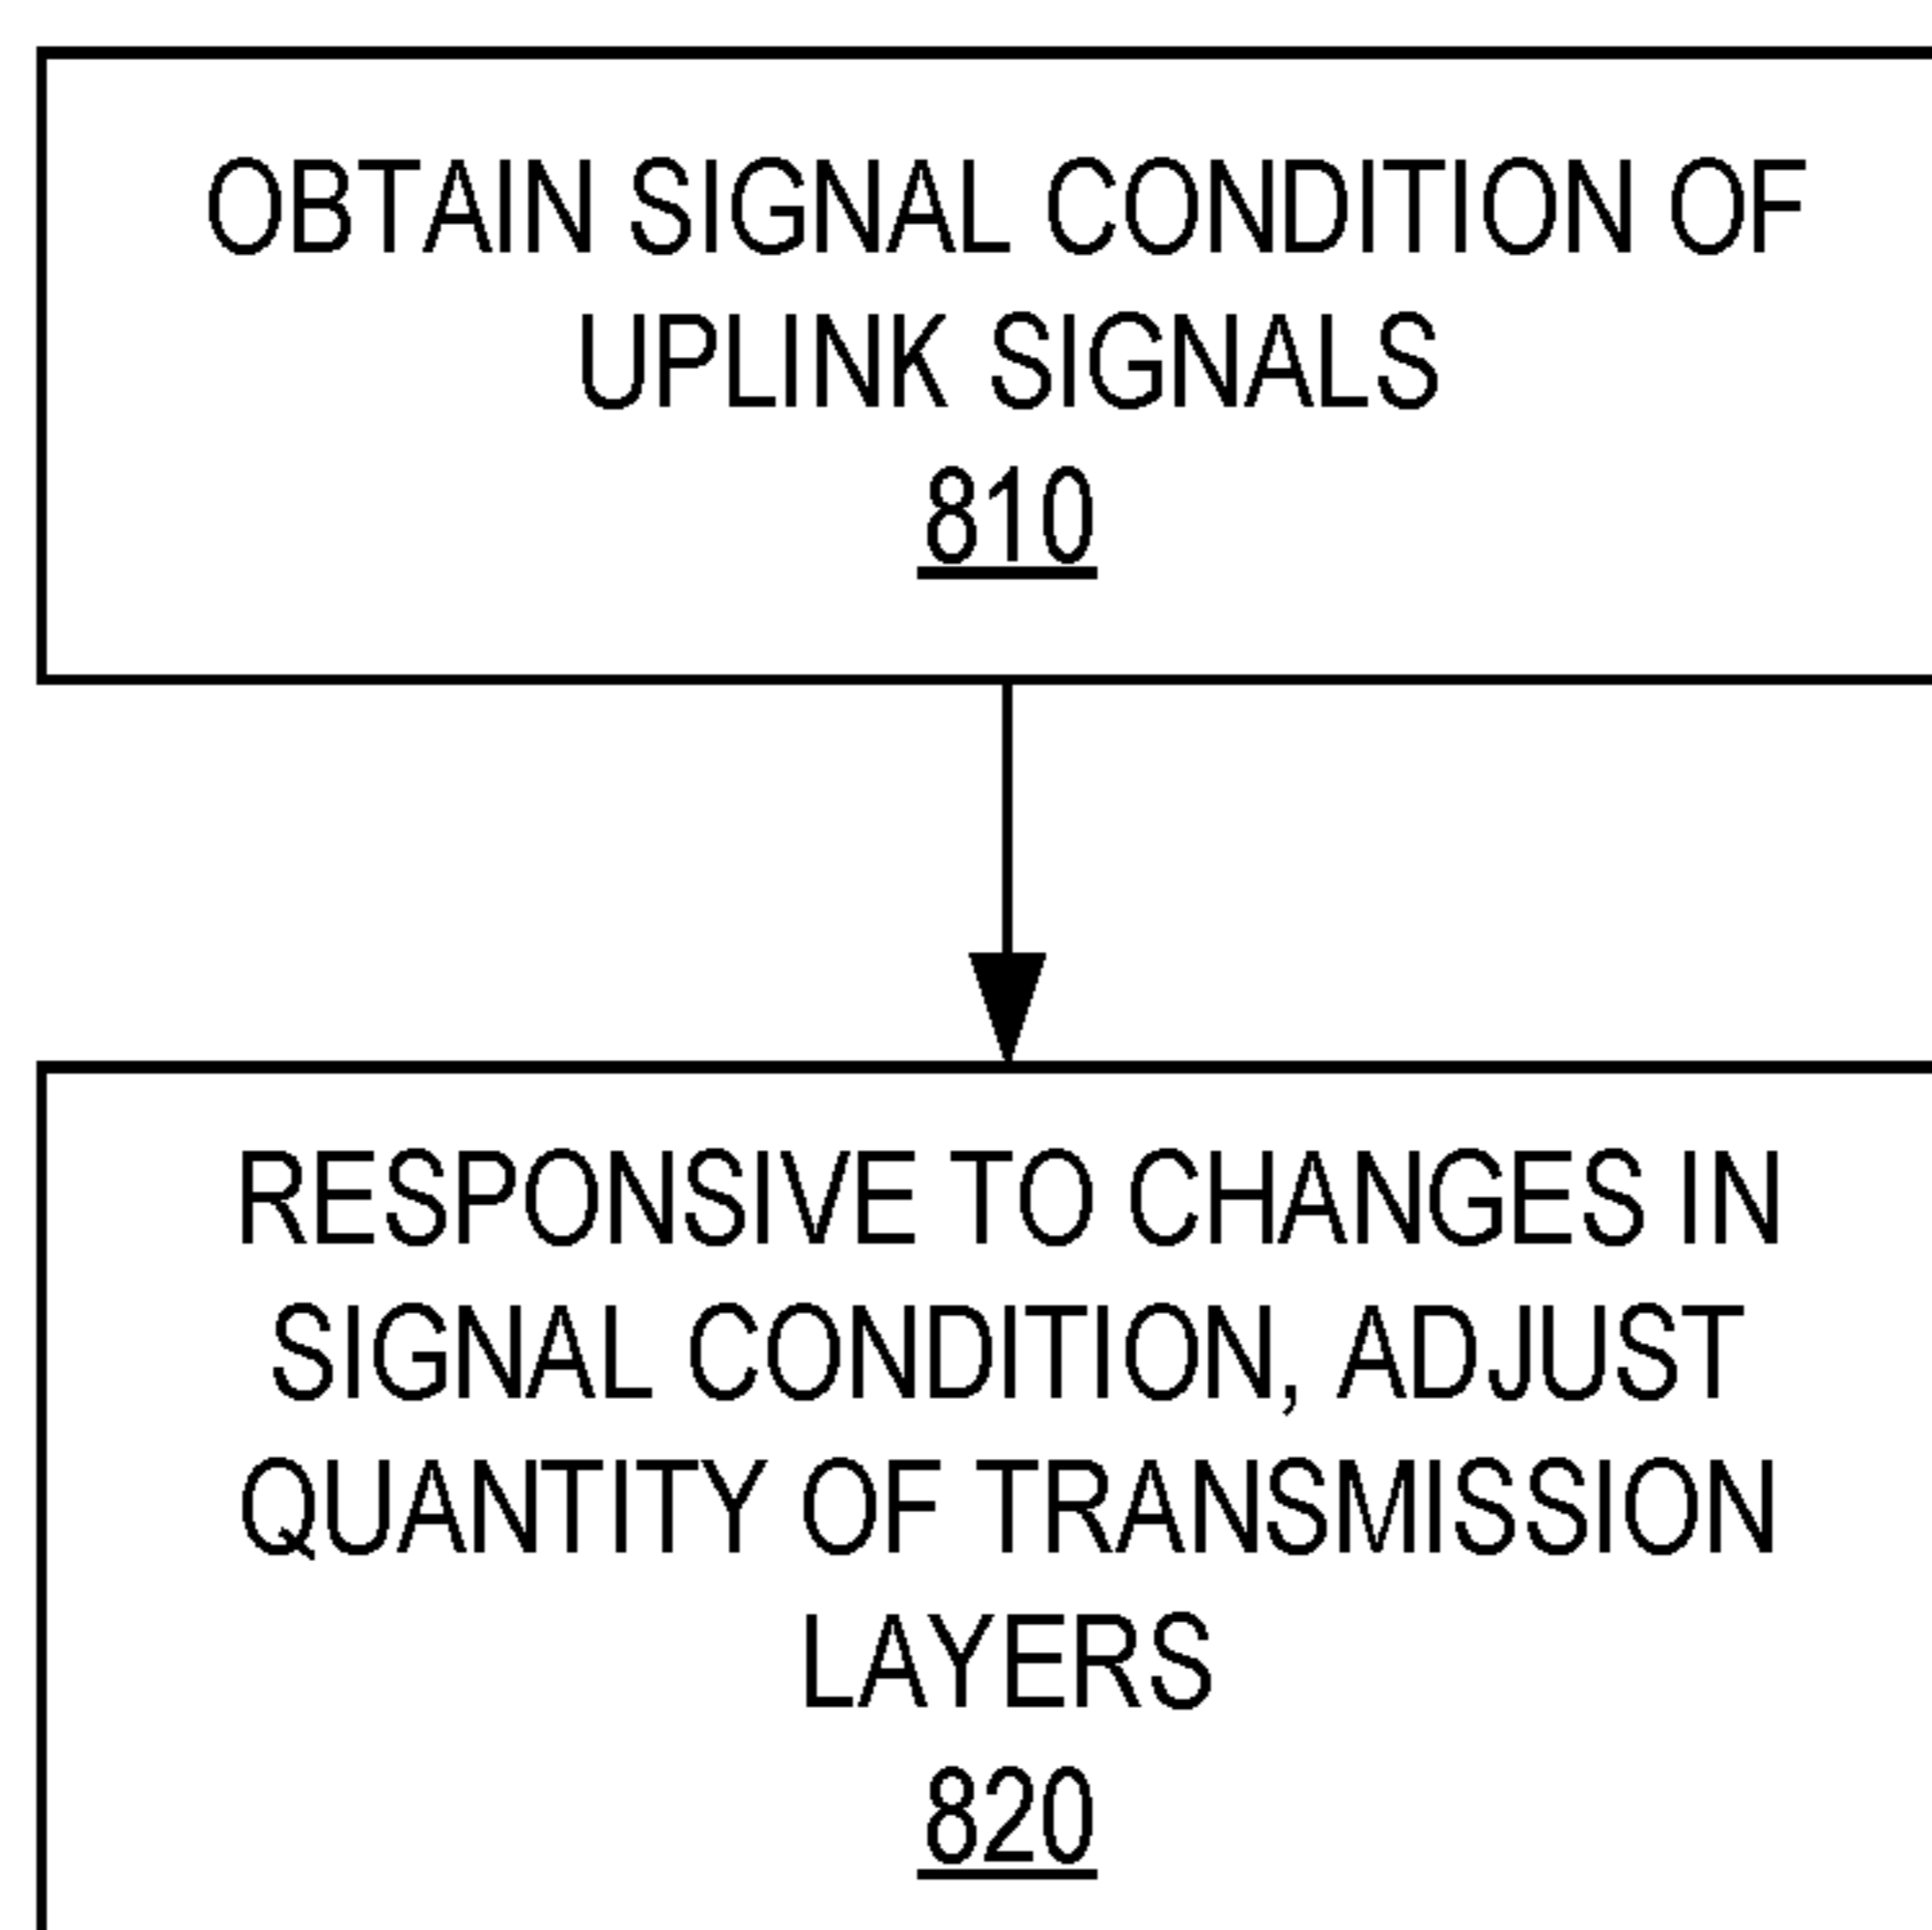 OBTAIN SIGNAL CONDITION OF
UPLINK SIGNALS
810
RESPONSIVE TO CHANGES IN
SIGNAL CONDITION, ADJUST
QUANTITY OF TRANSMISSION
LAYERS
820